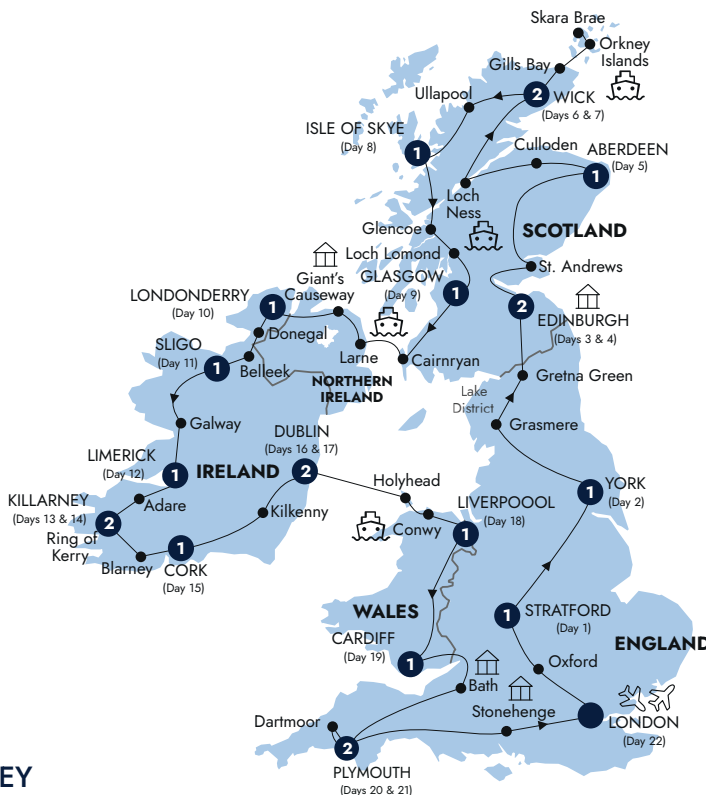 Skara Brae
Orkney
Islands
Gills Bay
2
WICK
(Days 6 & 7)
Ullapool
ISLE OF SKYE
(Day 8)
1
Culloden
ABERDEEN
(Day 5)
1
Loch
Ness
SCOTLAND
Glencoe
Loch Lomond
GLASGOW
(Day 9)
1
St. Andrews
2
EDINBURGH
(Days 3 & 4)
Giant's
Causeway
LONDONDERRY
(Day 10)
1
Donegal
Larne
Cairnryan
SLIGO
(Day 11)
1
Belleek
NORTHERN
IRELAND
Gretna Green
Lake
District
Grasmere
Galway
DUBLIN
(Days 16 & 17)
2
LIMERICK
(Day 12)
1
IRELAND
Adare
KILLARNEY
(Days 13 & 14)
2
Ring of
Kerry
Kilkenny
Blarney
1
CORK
(Day 15)
Holyhead
Conwy
LIVERPOOOL
(Day 18)
1
YORK
(Day 2)
1
WALES
CARDIFF
(Day 19)
1
1
STRATFORD
(Day 1)
ENGLAND
Oxford
Bath
Stonehenge
LONDON
(Day 22)
Dartmoor
2
PLYMOUTH
(Days 20 & 21)
EY